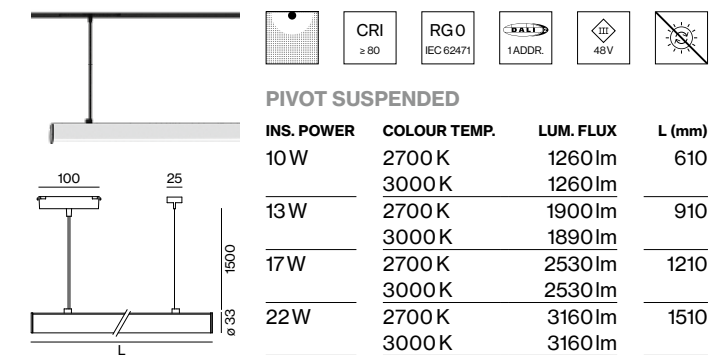 CRI
≥ 80
RG 0
IEC 62471
DALI
1 ADDR.
III
48V
PIVOT SUSPENDED
INS. POWER COLOUR TEMP. LUM. FLUX L (mm)
10 W 2700 K 1260 lm 610
3000 K 1260 lm
13 W 2700 K 1900 lm 910
3000 K 1890 lm
17 W 2700 K 2530 lm 1210
3000 K 2530 lm
22 W 2700 K 3160 lm 1510
3000 K 3160 lm
100
25
1500
ø 33
L